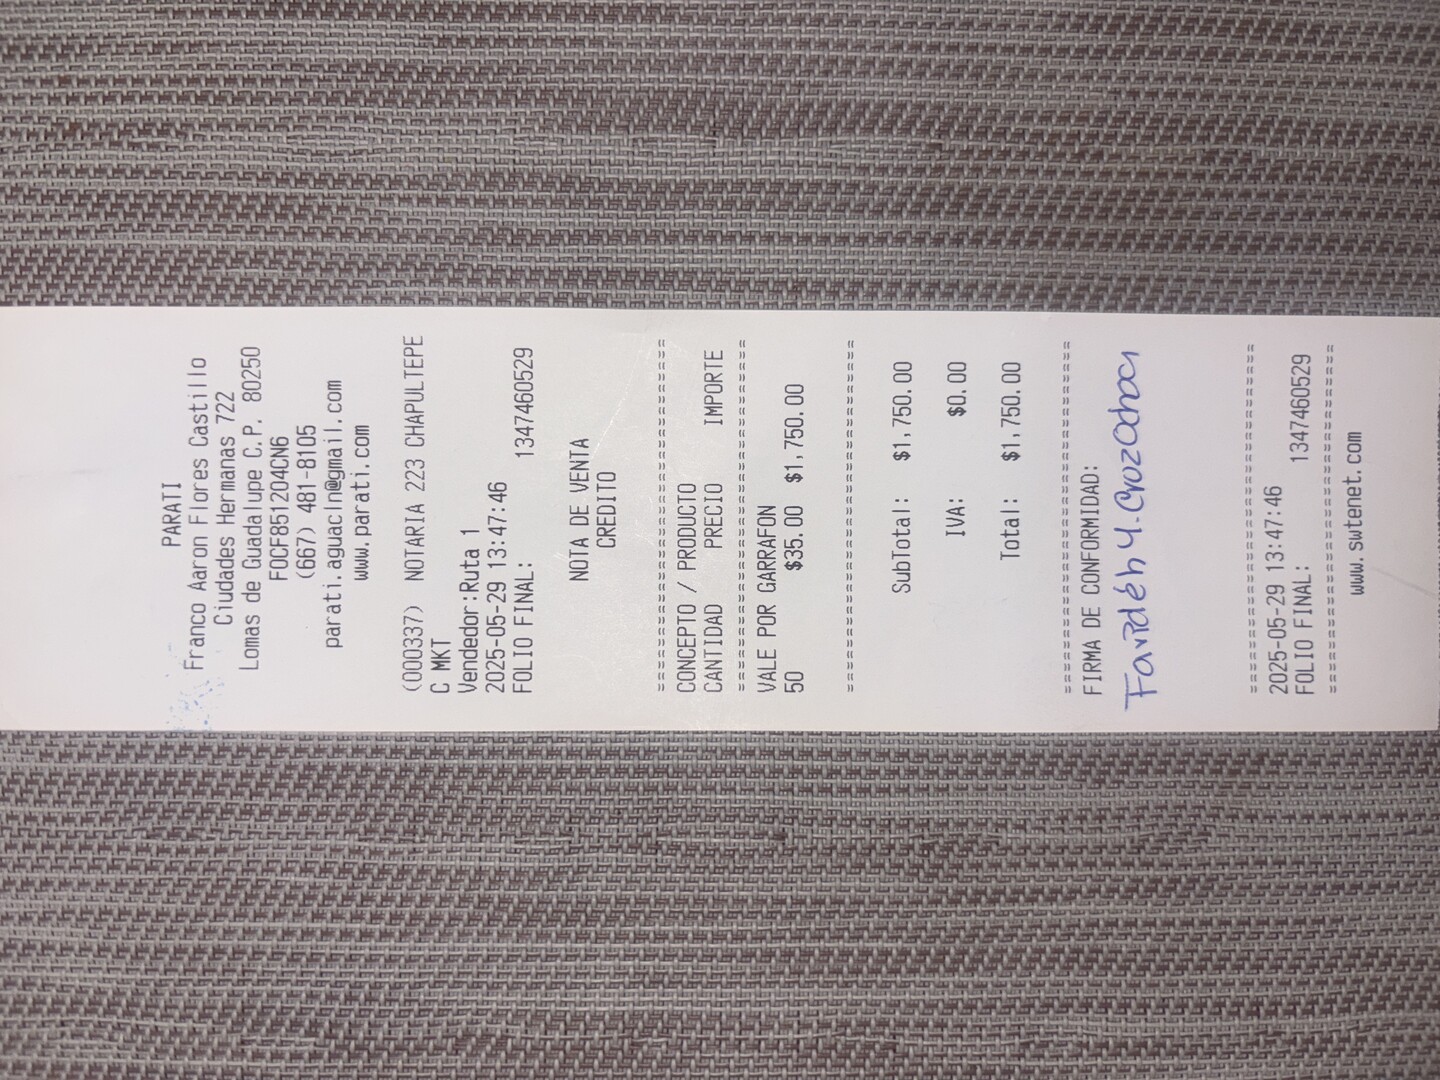 PARATI
Franco Aaron Flores Castillo
Ciudades Hermanas 722
Lomas de Guadalupe C.P. 80250
FOCF851204CN6
(667) 481-8105
parati.aguacln@gmail.com
www.parati.com
(000337) NOTARIA 223 CHAPULTEPE
C MKT
Vendedor:Ruta 1
2025-05-29 13:47:46
FOLIO FINAL: 1347460529
NOTA DE VENTA
CREDITO
================================
CONCEPTO / PRODUCTO
CANTIDAD PRECIO IMPORTE
================================
VALE POR GARRAFON
50 $35.00 $1,750.00
================================
SubTotal: $1,750.00
IVA: $0.00
Total: $1,750.00
================================
FIRMA DE CONFORMIDAD:
Faridéh Y. Cruz Ochoa
================================
2025-05-29 13:47:46
FOLIO FINAL: 1347460529
================================
www.swtenet.com